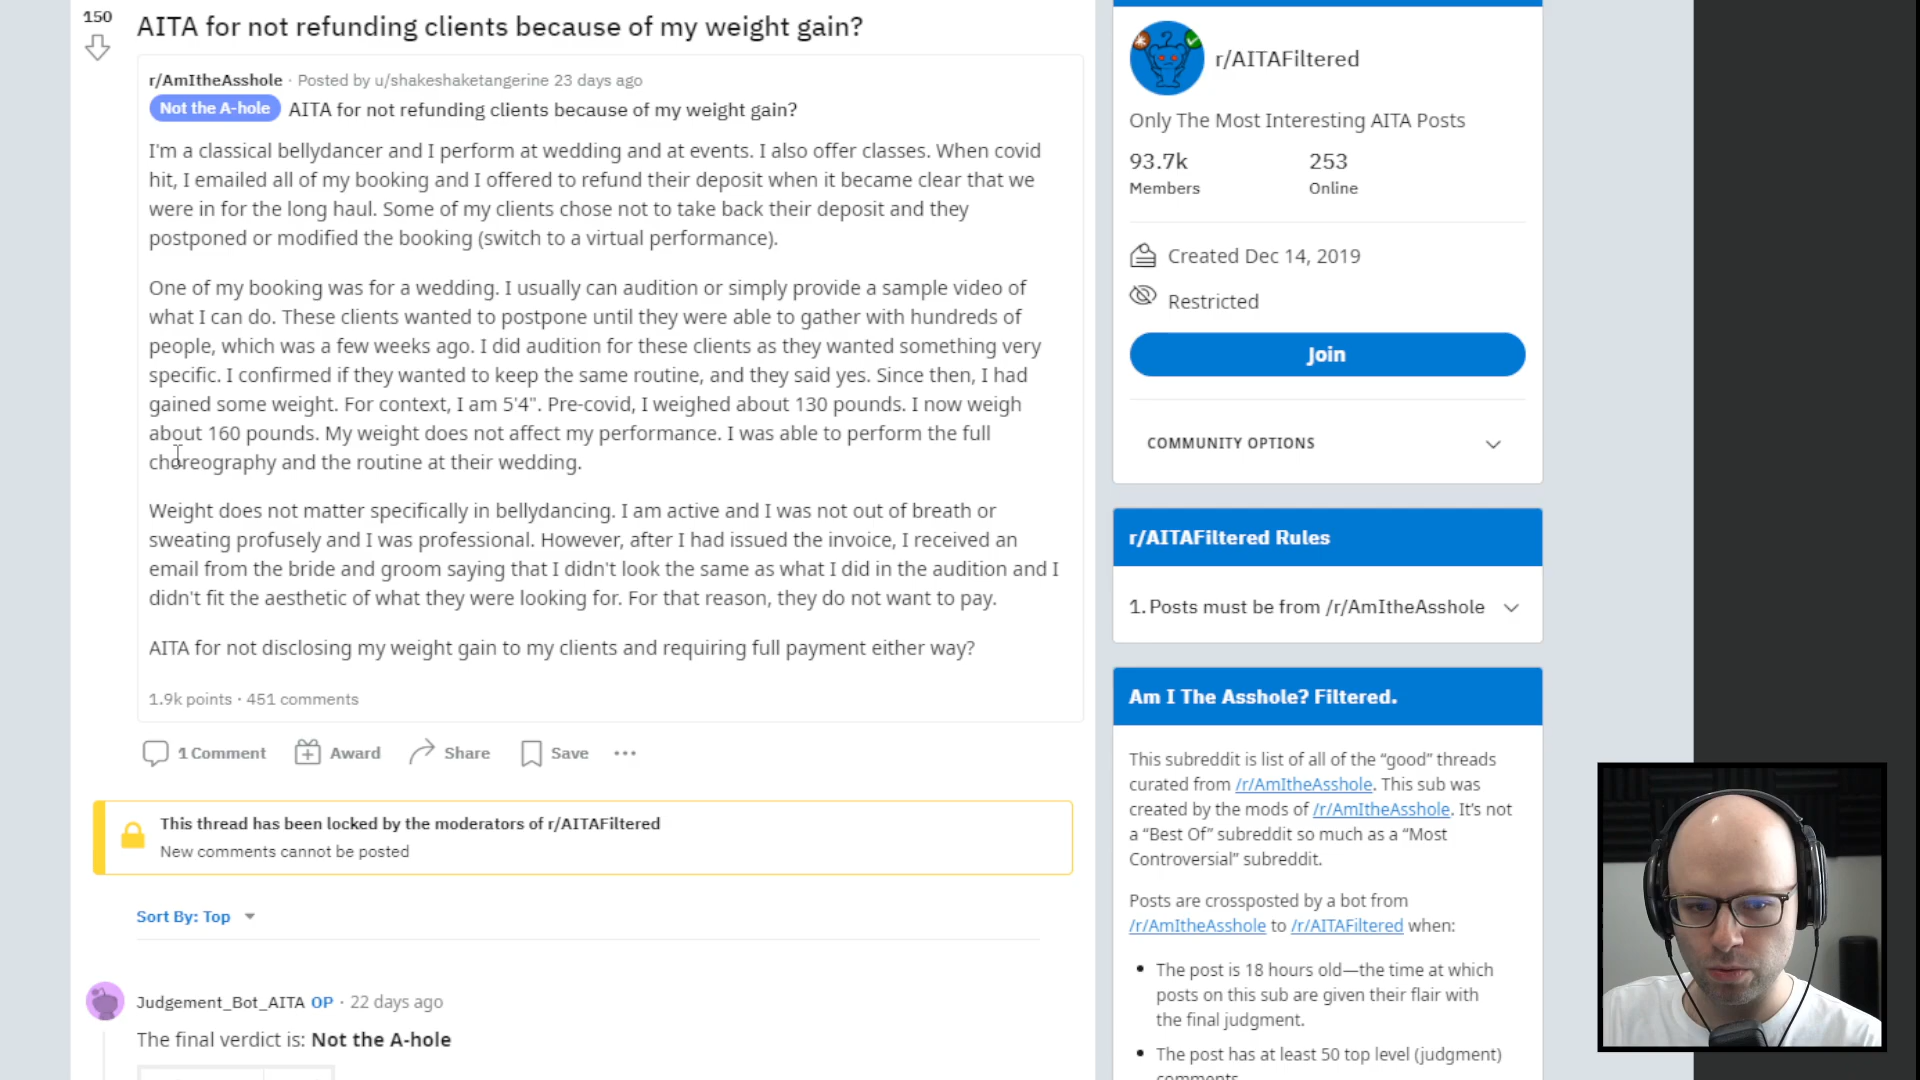 150
AITA for not refunding clients because of my weight gain?
r/AmItheAsshole · Posted by u/shakeshaketangerine 23 days ago
Not the A-hole AITA for not refunding clients because of my weight gain?
I'm a classical bellydancer and I perform at wedding and at events. I also offer classes. When covid
hit, I emailed all of my booking and I offered to refund their deposit when it became clear that we
were in for the long haul. Some of my clients chose not to take back their deposit and they
postponed or modified the booking (switch to a virtual performance).
One of my booking was for a wedding. I usually can audition or simply provide a sample video of
what I can do. These clients wanted to postpone until they were able to gather with hundreds of
people, which was a few weeks ago. I did audition for these clients as they wanted something very
specific. I confirmed if they wanted to keep the same routine, and they said yes. Since then, I had
gained some weight. For context, I am 5'4". Pre-covid, I weighed about 130 pounds. I now weigh
about 160 pounds. My weight does not affect my performance. I was able to perform the full
choreography and the routine at their wedding.
Weight does not matter specifically in bellydancing. I am active and I was not out of breath or
sweating profusely and I was professional. However, after I had issued the invoice, I received an
email from the bride and groom saying that I didn't look the same as what I did in the audition and I
didn't fit the aesthetic of what they were looking for. For that reason, they do not want to pay.
AITA for not disclosing my weight gain to my clients and requiring full payment either way?
1.9k points · 451 comments
1 Comment Award Share Save ...
This thread has been locked by the moderators of r/AITAFiltered
New comments cannot be posted
Sort By: Top
Judgement_Bot_AITA OP · 22 days ago
The final verdict is: Not the A-hole
r/AITAFiltered
Only The Most Interesting AITA Posts
93.7k 253
Members Online
Created Dec 14, 2019
Restricted
Join
COMMUNITY OPTIONS
r/AITAFiltered Rules
1. Posts must be from /r/AmItheAsshole
Am I The Asshole? Filtered.
This subreddit is list of all of the “good” threads
curated from /r/AmItheAsshole. This sub was
created by the mods of /r/AmItheAsshole. It’s not
a “Best Of” subreddit so much as a “Most
Controversial” subreddit.
Posts are crossposted by a bot from
/r/AmItheAsshole to /r/AITAFiltered when:
• The post is 18 hours old—the time at which
posts on this sub are given their flair with
the final judgment.
• The post has at least 50 top level (judgment)
comments